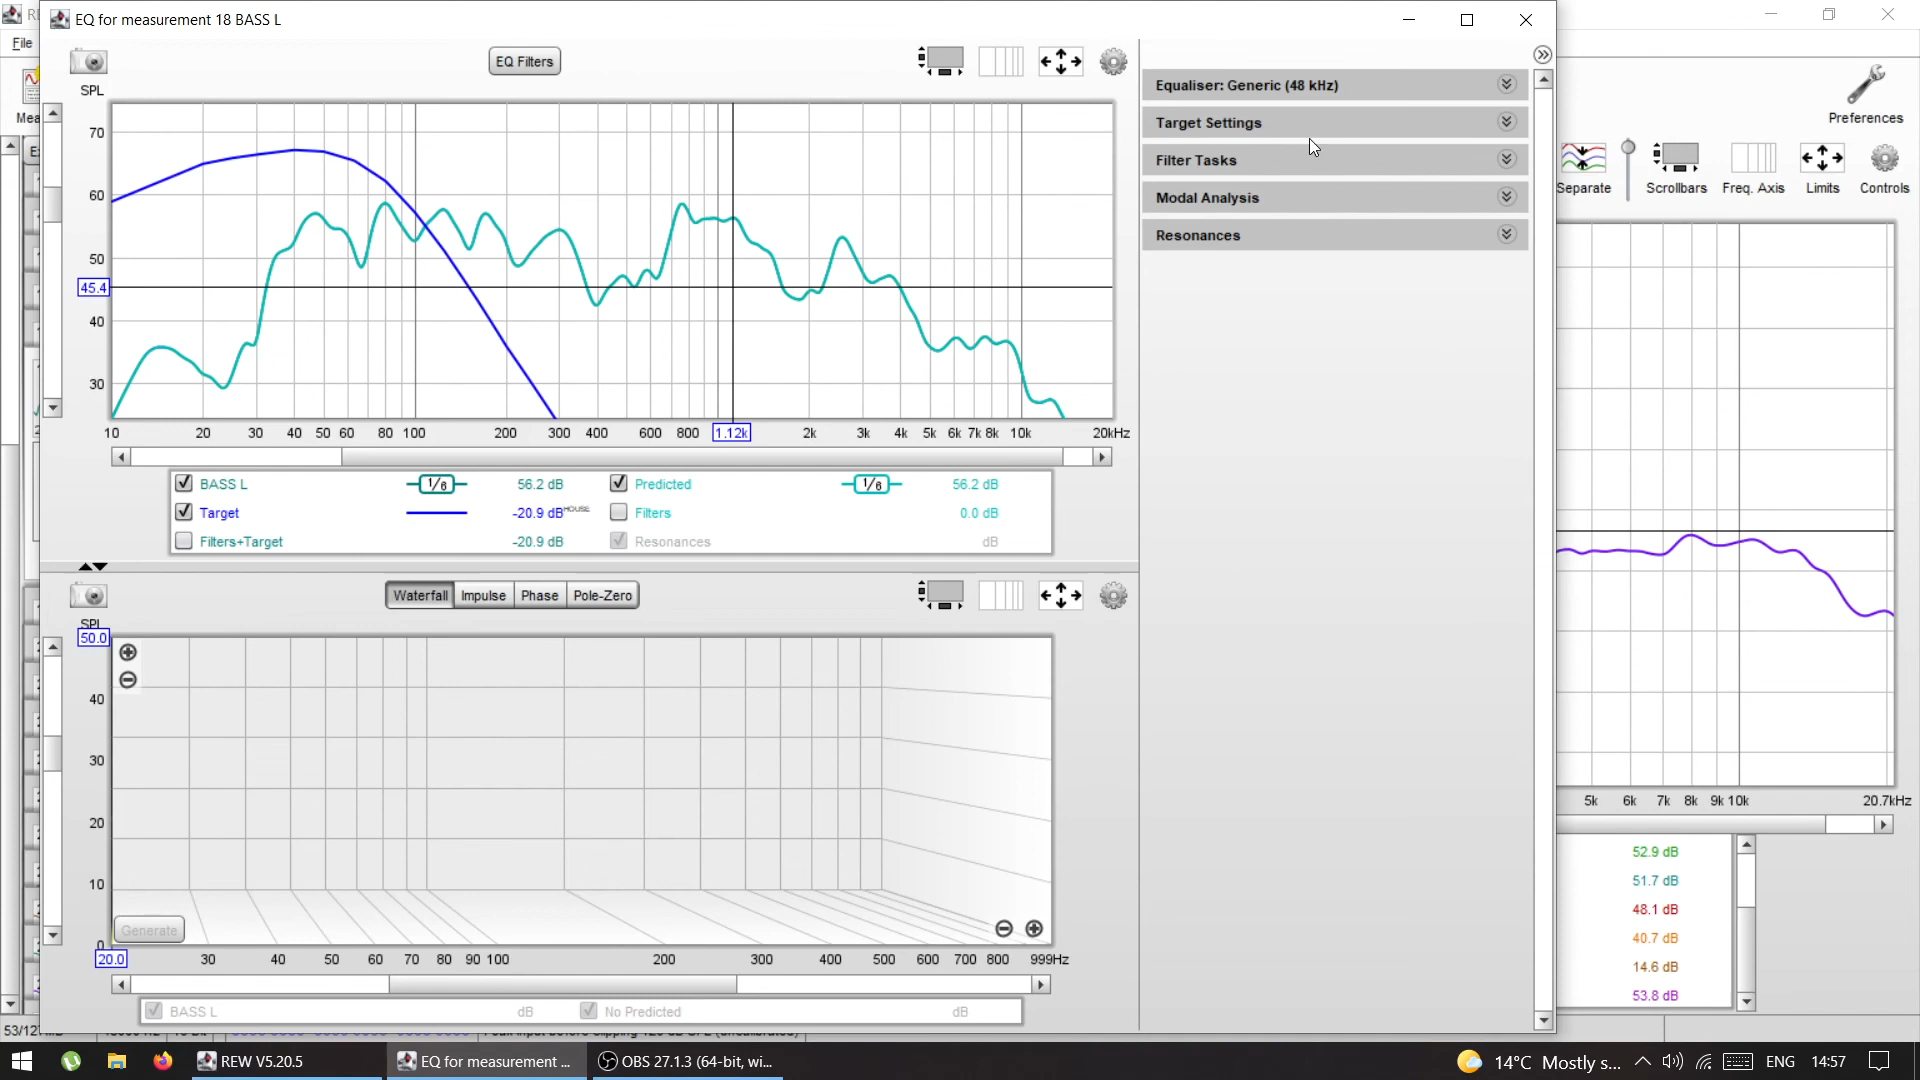 EQ for measurement 18 BASS L
File
EQ Filters
SPL
Equaliser: Generic (48 kHz)
Target Settings
Filter Tasks
Modal Analysis
Resonances
Preferences
Separate
Scrollbars
Freq. Axis
Limits
Controls
70
60
50
45.4
40
30
10 20 30 40 50 60 80 100 200 300 400 600 800 1.12k 2k 3k 4k 5k 6k 7k 8k 10k 20kHz
BASS L 1/6 56.2 dB Predicted 1/6 56.2 dB
Target -20.9 dB HOUSE Filters 0.0 dB
Filters+Target -20.9 dB Resonances dB
Waterfall Impulse Phase Pole-Zero
SPL
50.0
40
30
20
10
0
Generate
20.0 30 40 50 60 70 80 90 100 200 300 400 500 600 700 800 999Hz
BASS L dB No Predicted dB
5k 6k 7k 8k 9k 10k 20.7kHz
52.9 dB
51.7 dB
48.1 dB
40.7 dB
14.6 dB
53.8 dB
REW V5.20.5
EQ for measurement ...
OBS 27.1.3 (64-bit, wi...
14°C Mostly s...
ENG
14:57